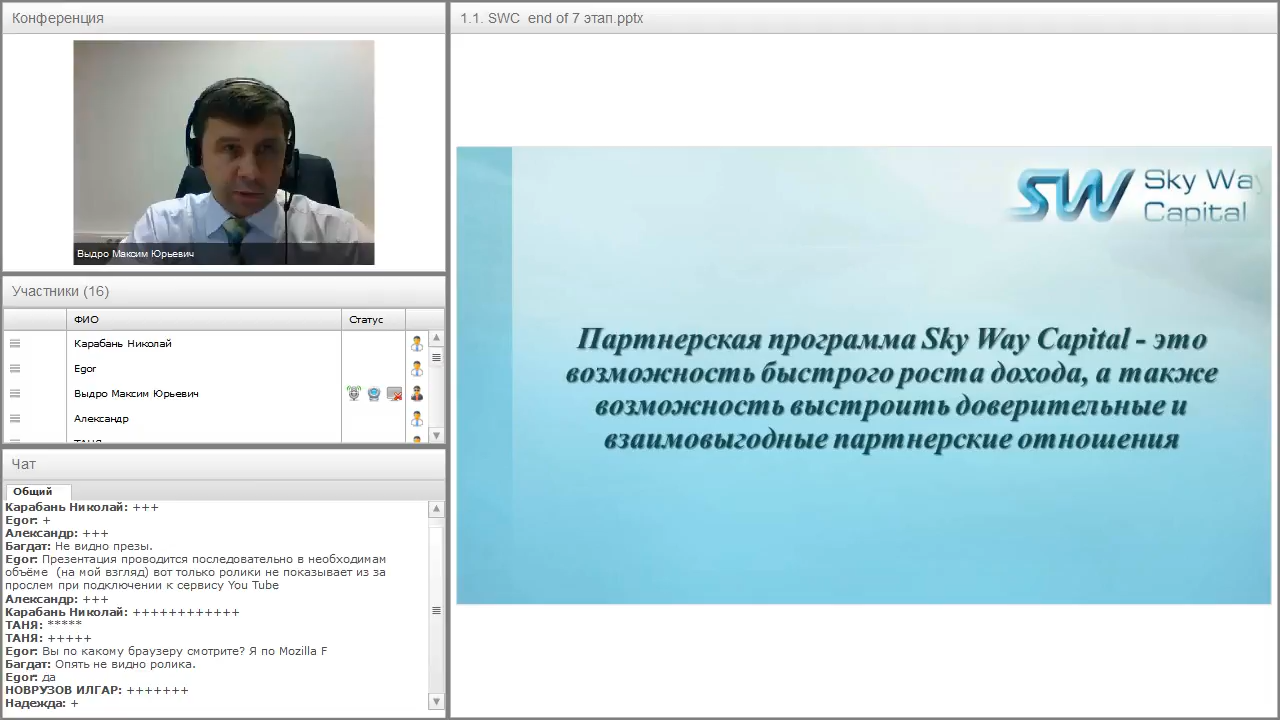 Конференция
Выдро Максим Юрьевич
Участники (16)
ФИО
Статус
Карабань Николай
Egor
Выдро Максим Юрьевич
Александр
ТАНЯ
Чат
Общий
Карабань Николай: +++
Egor: +
Александр: +++
Багдат: Не видно презы.
Egor: Презентация проводится последовательно в необходимам
объёме (на мой взгляд) вот только ролики не показывает из за
прослем при подключении к сервису You Tube
Александр: +++
Карабань Николай: ++++++++++++
ТАНЯ: *****
ТАНЯ: +++++
Egor: Вы по какому браузеру смотрите? Я по Mozilla F
Багдат: Опять не видно ролика.
Egor: да
НОВРУЗОВ ИЛГАР: +++++++
Надежда: +
1.1. SWC end of 7 этап.pptx
SW Sky Way
Capital
Партнерская программа Sky Way Capital - это
возможность быстрого роста дохода, а также
возможность выстроить доверительные и
взаимовыгодные партнерские отношения